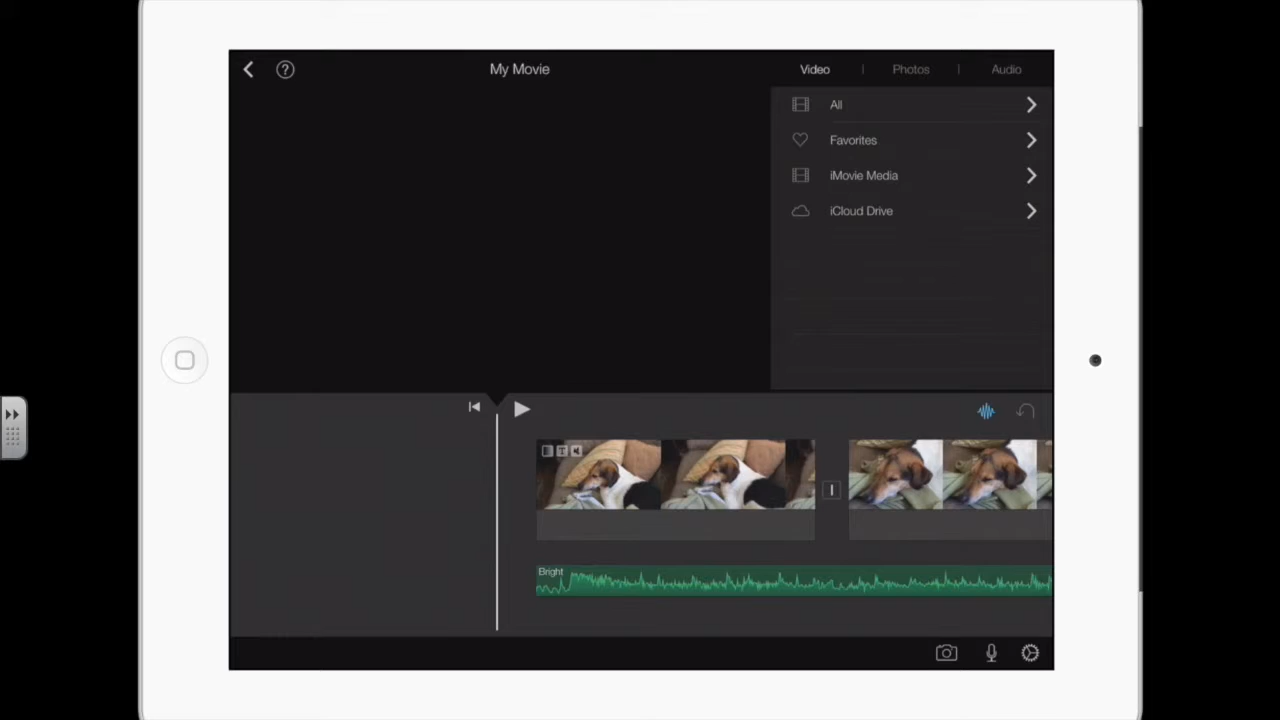 My Movie
Video
Photos
Audio
All
Favorites
iMovie Media
iCloud Drive
T
Bright